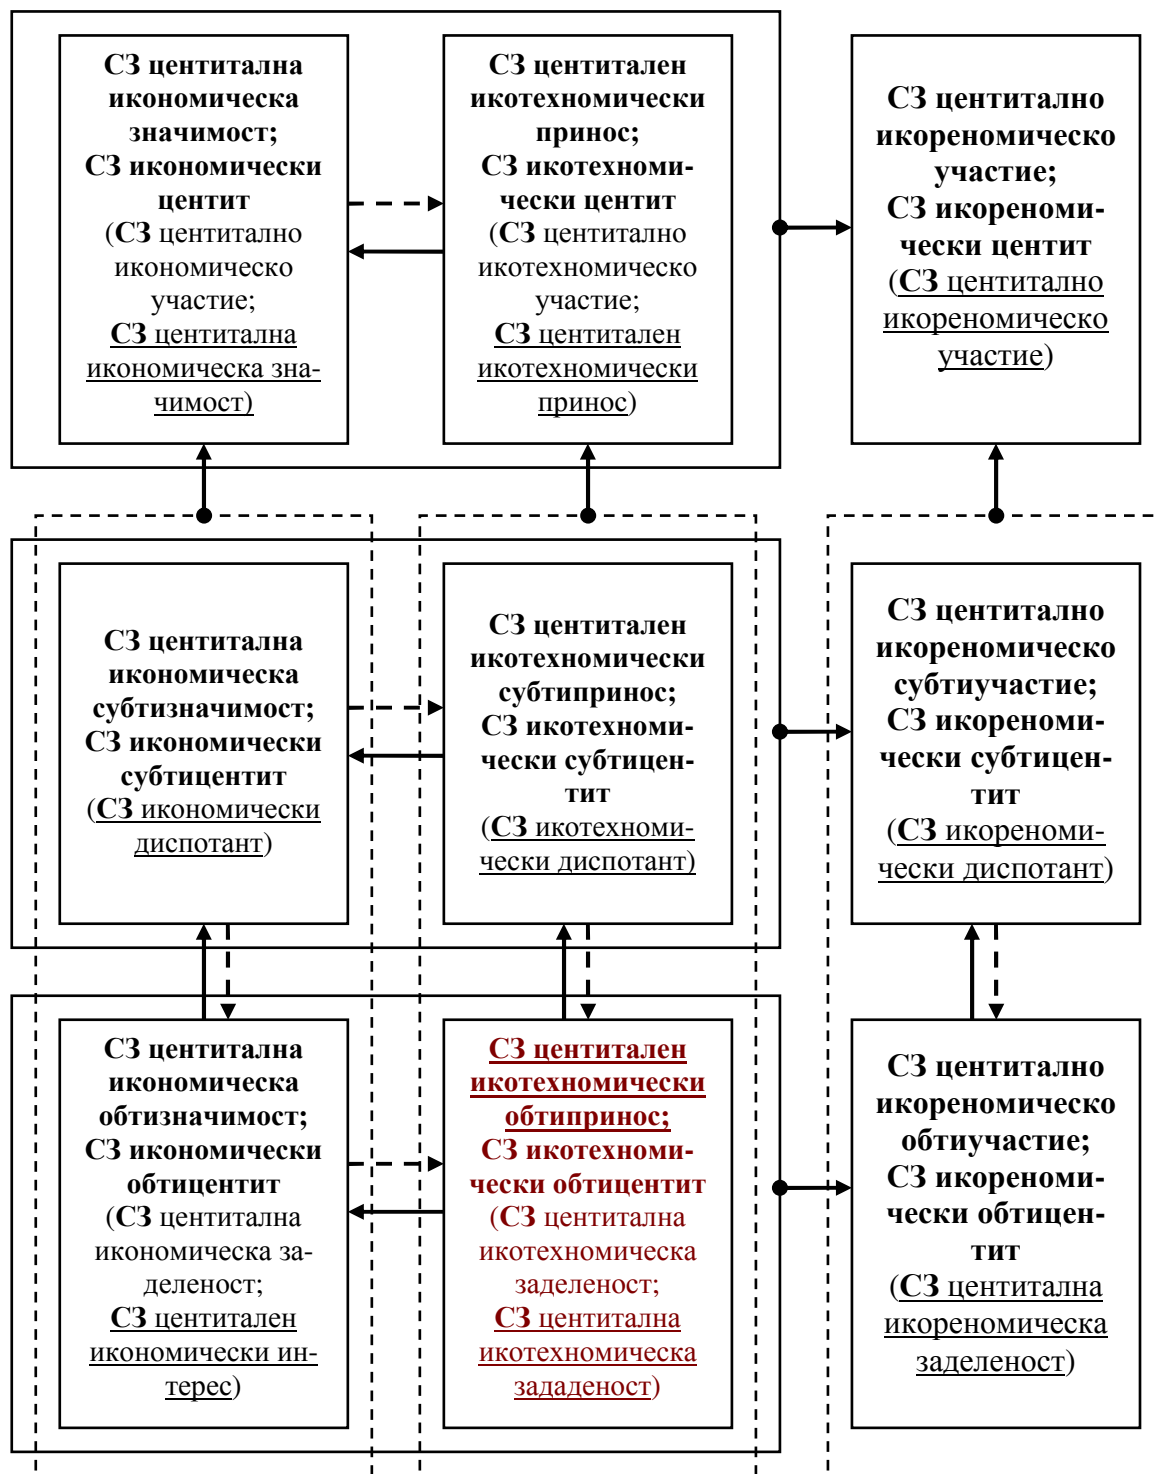 СЗ центитална
икономическа
значимост;
СЗ икономически
центит
(СЗ центитално
икономическо
участие;
СЗ центитална
икономическа зна-
чимост)
СЗ центитален
икотехномически
принос;
СЗ икотехноми-
чески центит
(СЗ центитално
икотехномическо
участие;
СЗ центитален
икотехномически
принос)
СЗ центитално
икореномическо
участие;
СЗ икореноми-
чески центит
(СЗ центитално
икореномическо
участие)
СЗ центитална
икономическа
субтизначимост;
СЗ икономически
субтицентит
(СЗ икономически
диспотант)
СЗ центитален
икотехномически
субтипринос;
СЗ икотехноми-
чески субтицен-
тит
(СЗ икотехноми-
чески диспотант)
СЗ центитално
икореномическо
субтиучастие;
СЗ икореноми-
чески субтицен-
тит
(СЗ икореноми-
чески диспотант)
СЗ центитална
икономическа
обтизначимост;
СЗ икономически
обтицентит
(СЗ центитална
икономическа за-
деленост;
СЗ центитален
икономически ин-
терес)
СЗ центитален
икотехномически
обтипринос;
СЗ икотехноми-
чески обтицентит
(СЗ центитална
икотехномическа
заделеност;
СЗ центитална
икотехномическа
зададеност)
СЗ центитално
икореномическо
обтиучастие;
СЗ икореноми-
чески обтицен-
тит
(СЗ центитална
икореномическа
заделеност)